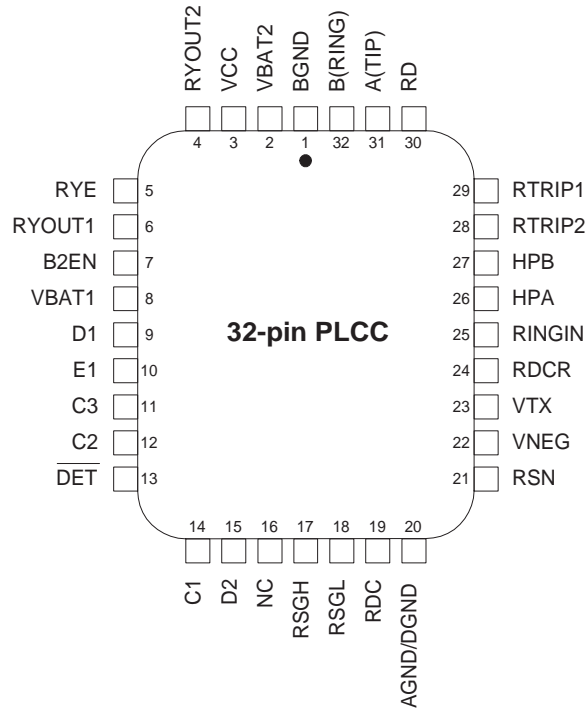 RYOUT2 VCC VBAT2 BGND B(RING) A(TIP) RD
4 3 2 1 32 31 30
RYE 5 29 RTRIP1
RYOUT1 6 28 RTRIP2
B2EN 7 27 HPB
VBAT1 8 26 HPA
D1 9 32-pin PLCC 25 RINGIN
E1 10 24 RDCR
C3 11 23 VTX
C2 12 22 VNEG
DET 13 21 RSN
14 15 16 17 18 19 20
C1 D2 NC RSGH RSGL RDC AGND/DGND